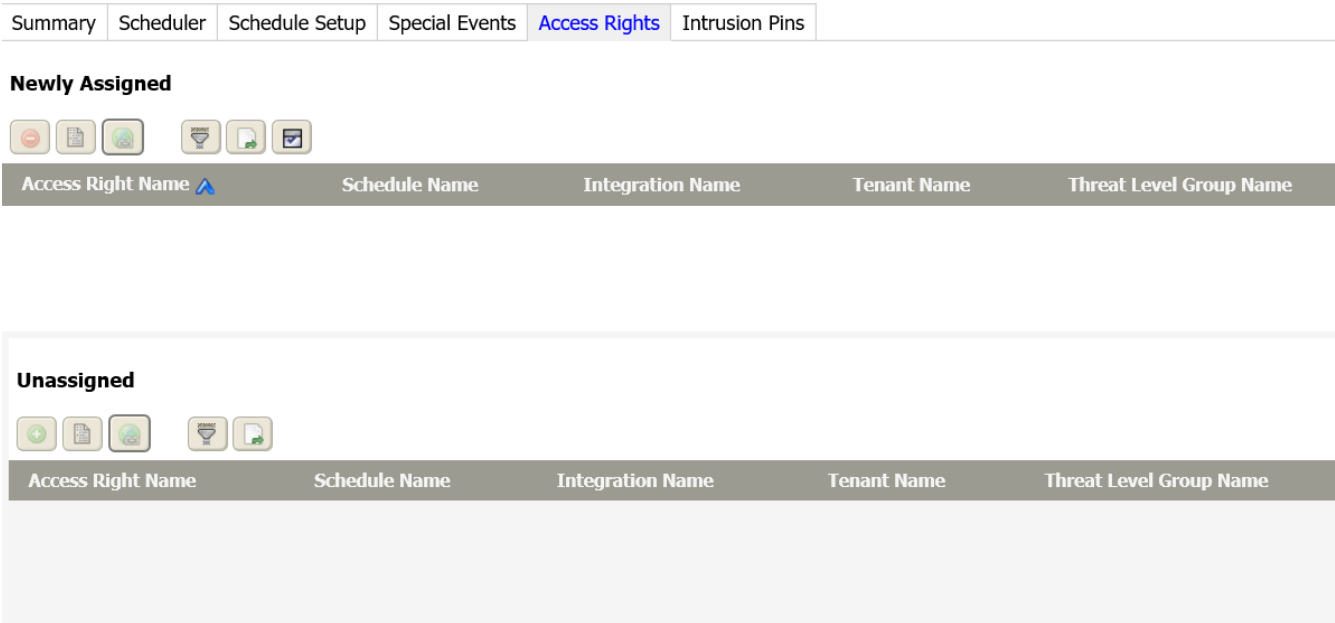 Summary Scheduler Schedule Setup Special Events Access Rights Intrusion Pins
Newly Assigned
Access Right Name Schedule Name Integration Name Tenant Name Threat Level Group Name
Unassigned
Access Right Name Schedule Name Integration Name Tenant Name Threat Level Group Name